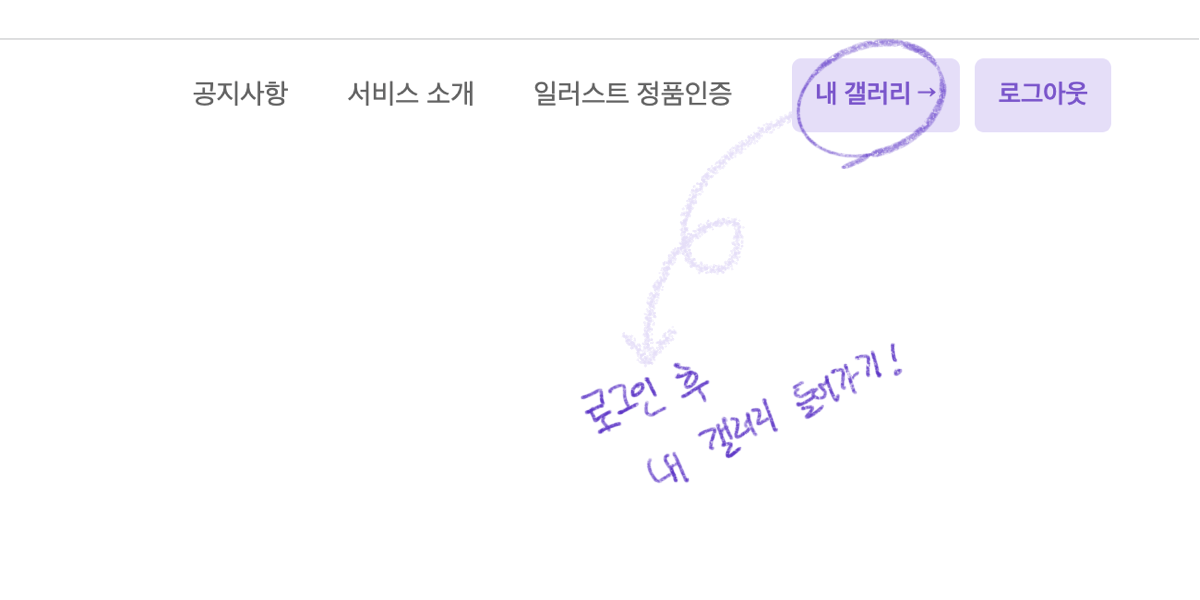 공지사항 서비스 소개 일러스트 정품인증 내 갤러리 → 로그아웃
로그인 후
내 갤러리 들어가기!